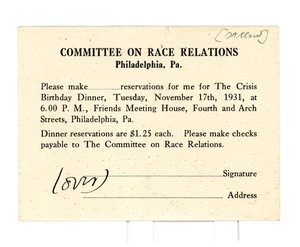 [DARROW]
COMMITTEE ON RACE RELATIONS
Philadelphia, Pa.
Please make............reservations for me for The Crisis
Birthday Dinner, Tuesday, November 17th, 1931, at
6.00 P. M., Friends Meeting House, Fourth and Arch
Streets, Philadelphia, Pa.
Dinner reservations are $1.25 each. Please make checks
payable to The Committee on Race Relations.
Signature
Address